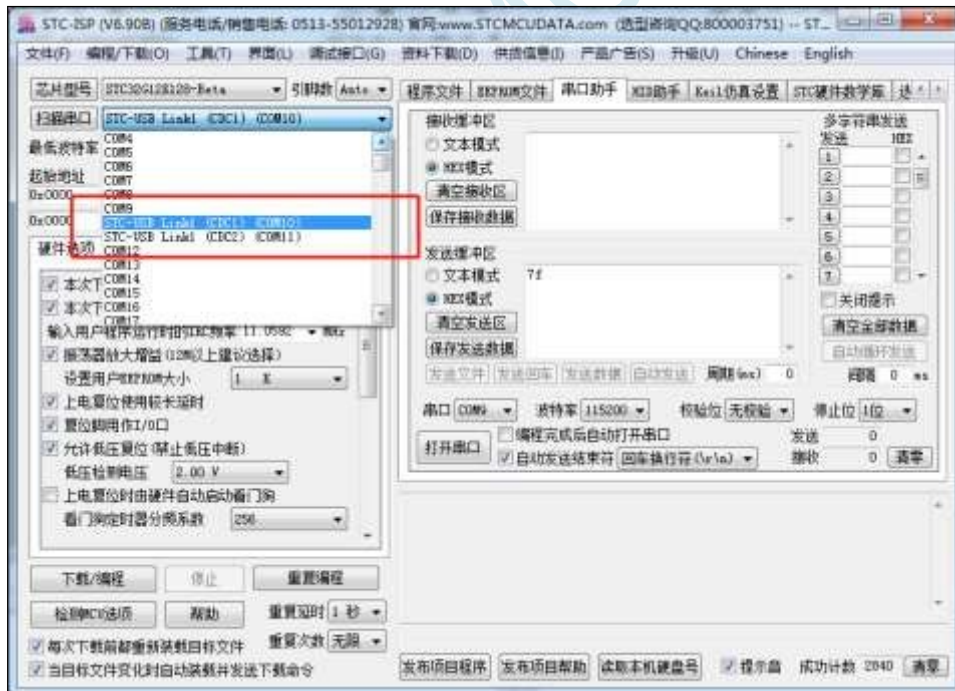 STC-ISP (V6.90B) (服务电话/销售电话: 0513-55012928) 官网:www.STCMCUDATA.com (选型咨询QQ:800003751) -- ST..
文件(F) 编程/下载(O) 工具(T) 界面(L) 调试接口(G) 资料下载(D) 供货信息(I) 产品广告(S) 升级(U) Chinese English
芯片型号 STC32G12K128-Beta 引脚数 Auto
扫描串口 STC-USB Link1 (CDC1) (COM10)
最低波特率
起始地址
0x0000
0x0000
COM4
COM5
COM6
COM7
COM8
COM9
STC-USB Link1 (CDC1) (COM10)
STC-USB Link1 (CDC2) (COM11)
COM12
COM13
COM14
COM15
COM16
COM17
硬件选项
本次下
本次下
输入用户程序运行时的IRC频率 11.0592 MHz
振荡器放大增益(12M以上建议选择)
设置用户EEPROM大小 1 K
上电复位使用较长延时
复位脚用作I/O口
允许低压复位(禁止低压中断)
低压检测电压 2.00 V
上电复位时由硬件自动启动看门狗
看门狗定时器分频系数 256
下载/编程 停止 重复编程
检测MCU选项 帮助 重复延时 1 秒
每次下载前都重新装载目标文件 重复次数 无限
当目标文件变化时自动装载并发送下载命令
程序文件 EEPROM文件 串口助手 HID助手 Keil仿真设置 STC硬件数学库
接收缓冲区
文本模式
HEX模式
清空接收区
保存接收数据
发送缓冲区
文本模式 7f
HEX模式
清空发送区
保存发送数据
发送文件 发送回车 发送数据 自动发送 周期(ms) 0
多字符串发送
发送 HEX
1
2
3
4
5
6
7
关闭提示
清空全部数据
自动循环发送
间隔 0 ms
串口 COM9 波特率 115200 校验位 无校验 停止位 1位
打开串口 编程完成后自动打开串口 发送 0
自动发送结束符 回车换行符(\r\n) 接收 0 清零
发布项目程序 发布项目帮助 读取本机硬盘号 提示音 成功计数 2840 清零